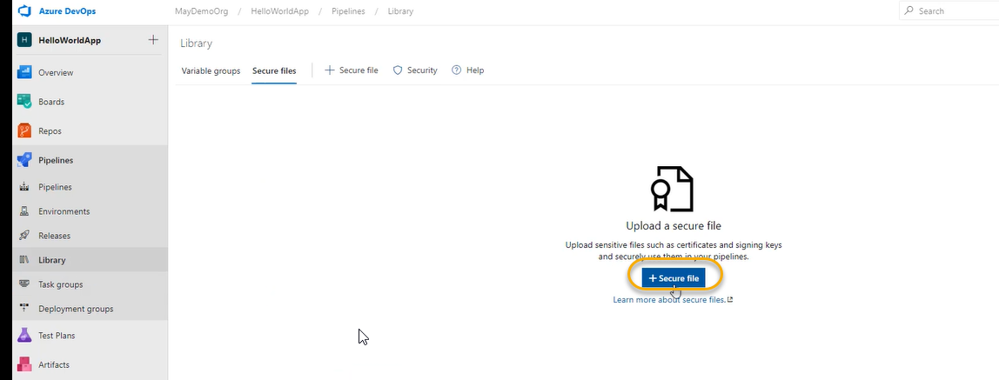 Azure DevOps
MayDemoOrg / HelloWorldApp / Pipelines / Library
Search
H HelloWorldApp +
Library
Variable groups Secure files + Secure file Security ? Help
Overview
Boards
Repos
Pipelines
Pipelines
Environments
Releases
Library
Task groups
Deployment groups
Test Plans
Artifacts
Upload a secure file
Upload sensitive files such as certificates and signing keys
and securely use them in your pipelines.
+ Secure file
Learn more about secure files.